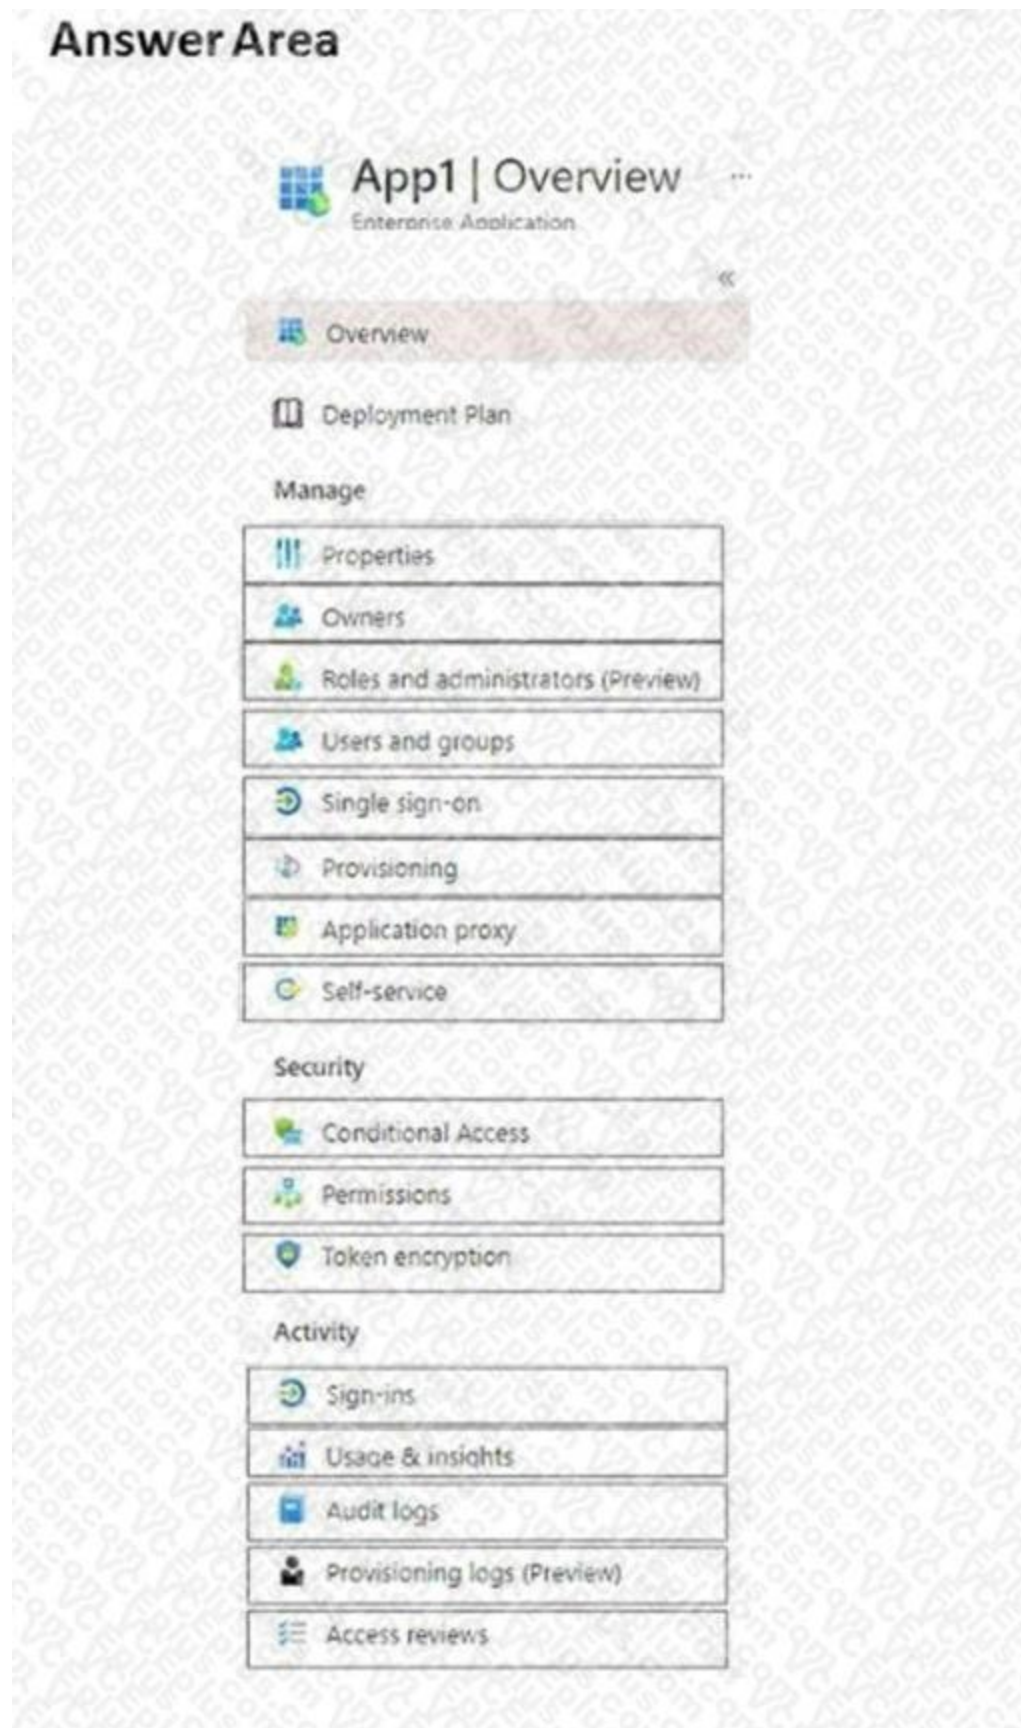 Answer Area
App1 | Overview ...
Enterprise Application
«
Overview
Deployment Plan
Manage
Properties
Owners
Roles and administrators (Preview)
Users and groups
Single sign-on
Provisioning
Application proxy
Self-service
Security
Conditional Access
Permissions
Token encryption
Activity
Sign-ins
Usage & insights
Audit logs
Provisioning logs (Preview)
Access reviews